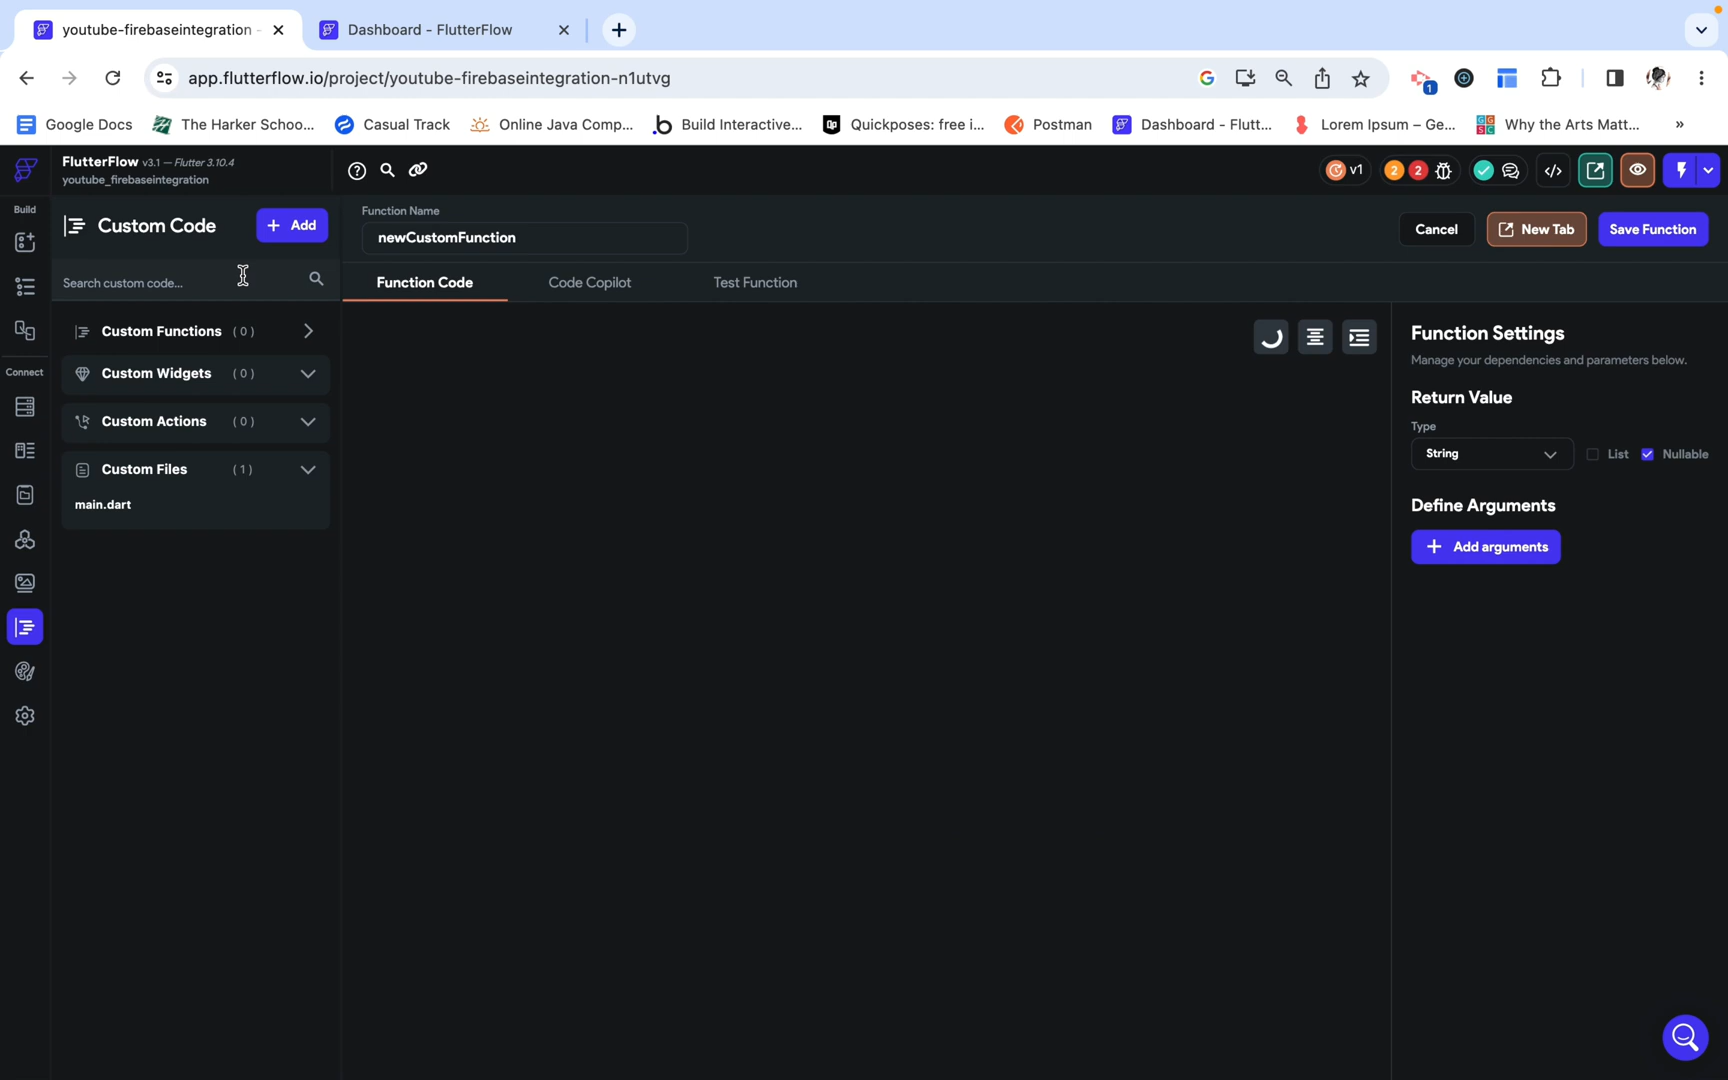 youtube-firebaseintegration -
Dashboard - FlutterFlow
app.flutterflow.io/project/youtube-firebaseintegration-n1utvg
1
Google Docs
The Harker Schoo...
Casual Track
Online Java Comp...
Build Interactive...
Quickposes: free i...
Postman
Dashboard - Flutt...
Lorem Ipsum – Ge...
Why the Arts Matt...
»
FlutterFlow v3.1 — Flutter 3.10.4
youtube_firebaseintegration
v1
2
2
Build
Connect
Custom Code
+ Add
Search custom code...
Custom Functions ( 0 )
Custom Widgets ( 0 )
Custom Actions ( 0 )
Custom Files ( 1 )
main.dart
Function Name
newCustomFunction
Cancel
New Tab
Save Function
Function Code
Code Copilot
Test Function
Function Settings
Manage your dependencies and parameters below.
Return Value
Type
String
List
Nullable
Define Arguments
+ Add arguments